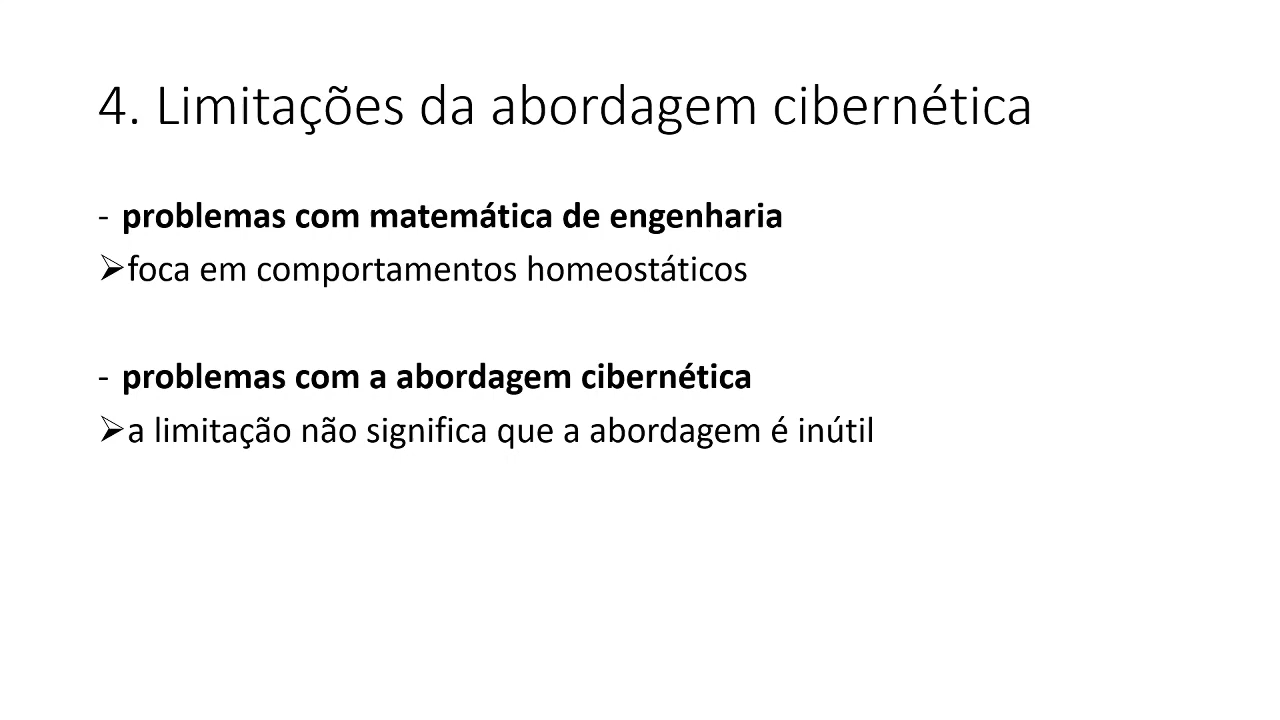 4. Limitações da abordagem cibernética
- problemas com matemática de engenharia
➢foca em comportamentos homeostáticos
- problemas com a abordagem cibernética
➢a limitação não significa que a abordagem é inútil